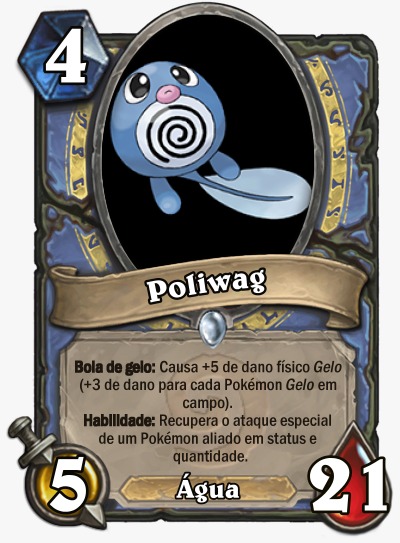 4
Poliwag
Bola de gelo: Causa +5 de dano físico Gelo
(+3 de dano para cada Pokémon Gelo em
campo).
Habilidade: Recupera o ataque especial
de um Pokémon aliado em status e
quantidade.
5
Água
21